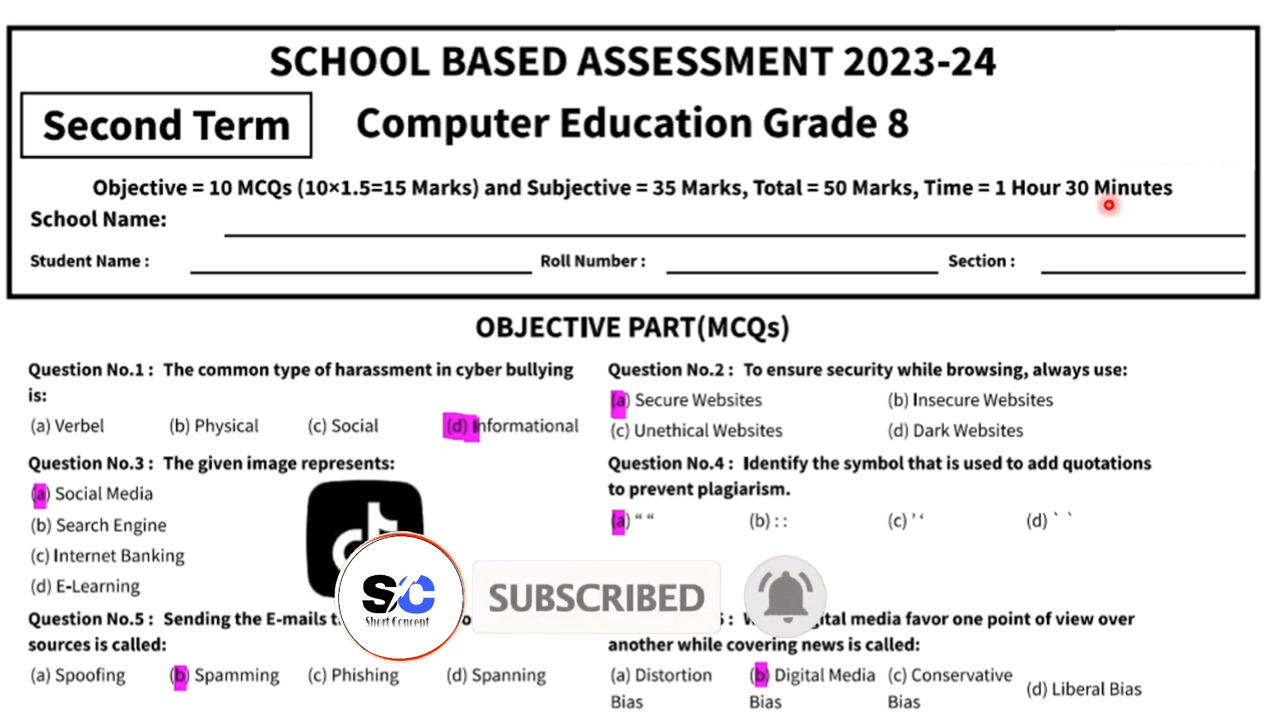 SCHOOL BASED ASSESSMENT 2023-24
Second Term
Computer Education Grade 8
Objective = 10 MCQs (10×1.5=15 Marks) and Subjective = 35 Marks, Total = 50 Marks, Time = 1 Hour 30 Minutes
School Name:
Student Name :
Roll Number :
Section :
OBJECTIVE PART(MCQs)
Question No.1 : The common type of harassment in cyber bullying
is:
(a) Verbel (b) Physical (c) Social (d) Informational
Question No.2 : To ensure security while browsing, always use:
(a) Secure Websites (b) Insecure Websites
(c) Unethical Websites (d) Dark Websites
Question No.3 : The given image represents:
(a) Social Media
(b) Search Engine
(c) Internet Banking
(d) E-Learning
Question No.4 : Identify the symbol that is used to add quotations
to prevent plagiarism.
(a) “ “ (b) : : (c) ’ ‘ (d) ` `
SC
Short Concept
SUBSCRIBED
Question No.5 : Sending the E-mails
sources is called:
(a) Spoofing (b) Spamming (c) Phishing (d) Spanning
media favor one point of view over
another while covering news is called:
(a) Distortion Bias (b) Digital Media Bias (c) Conservative Bias (d) Liberal Bias